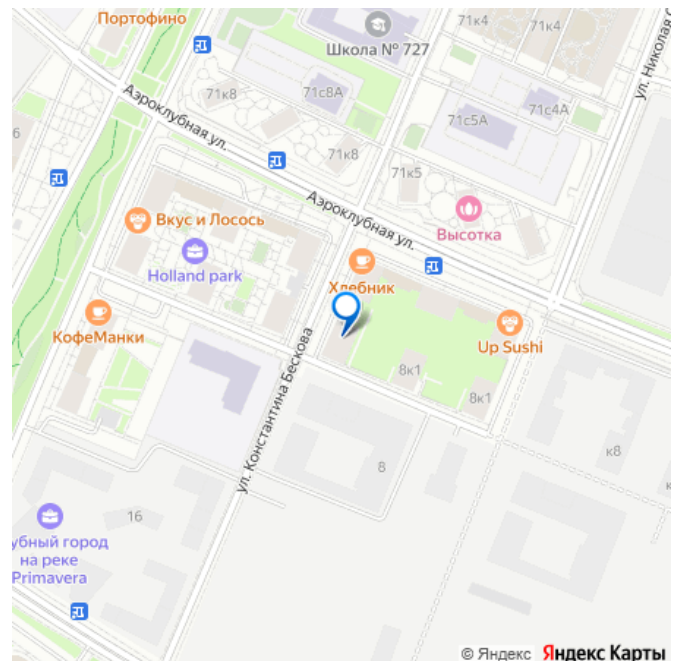 Портофино
71к4
71к4
Школа № 727
ул. Николая С
71к8
71с8А
Аэроклубная ул.
71с5А
71с4А
6
71к8
71к5
Аэроклубная ул.
Вкус и Лосось
Высотка
Holland park
Хлебник
КофеМанки
Up Sushi
ул. Константина Бескова
8к1
8к1
8
к8
16
убный город
на реке
Primavera
© Яндекс Яндекс Карты